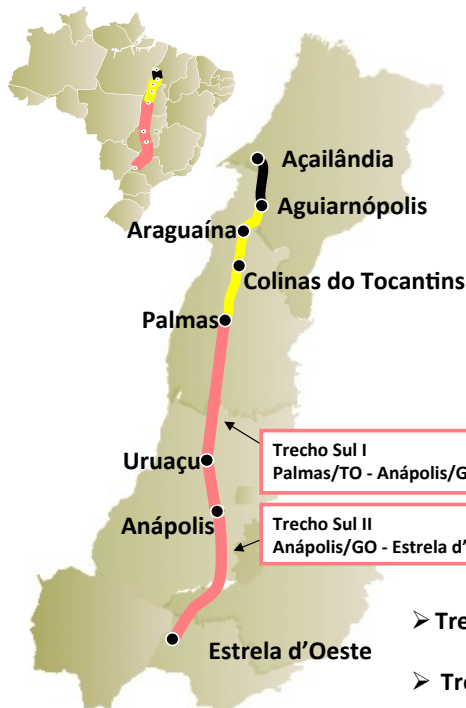 Açailândia
Aguiarnópolis
Araguaína
Colinas do Tocantins
Palmas
Trecho Sul I
Palmas/TO - Anápolis/G
Uruaçu
Anápolis
Trecho Sul II
Anápolis/GO - Estrela d’
➢ Tre
Estrela d’Oeste
➢ Tre